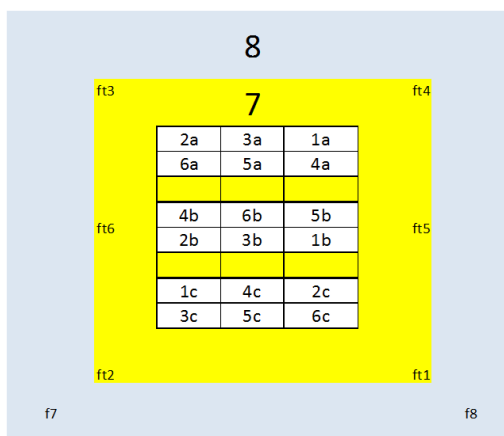 8
ft3 7 ft4
2a 3a 1a
6a 5a 4a
4b 6b 5b
ft6 2b 3b 1b ft5
1c 4c 2c
3c 5c 6c
ft2 ft1
f7 f8